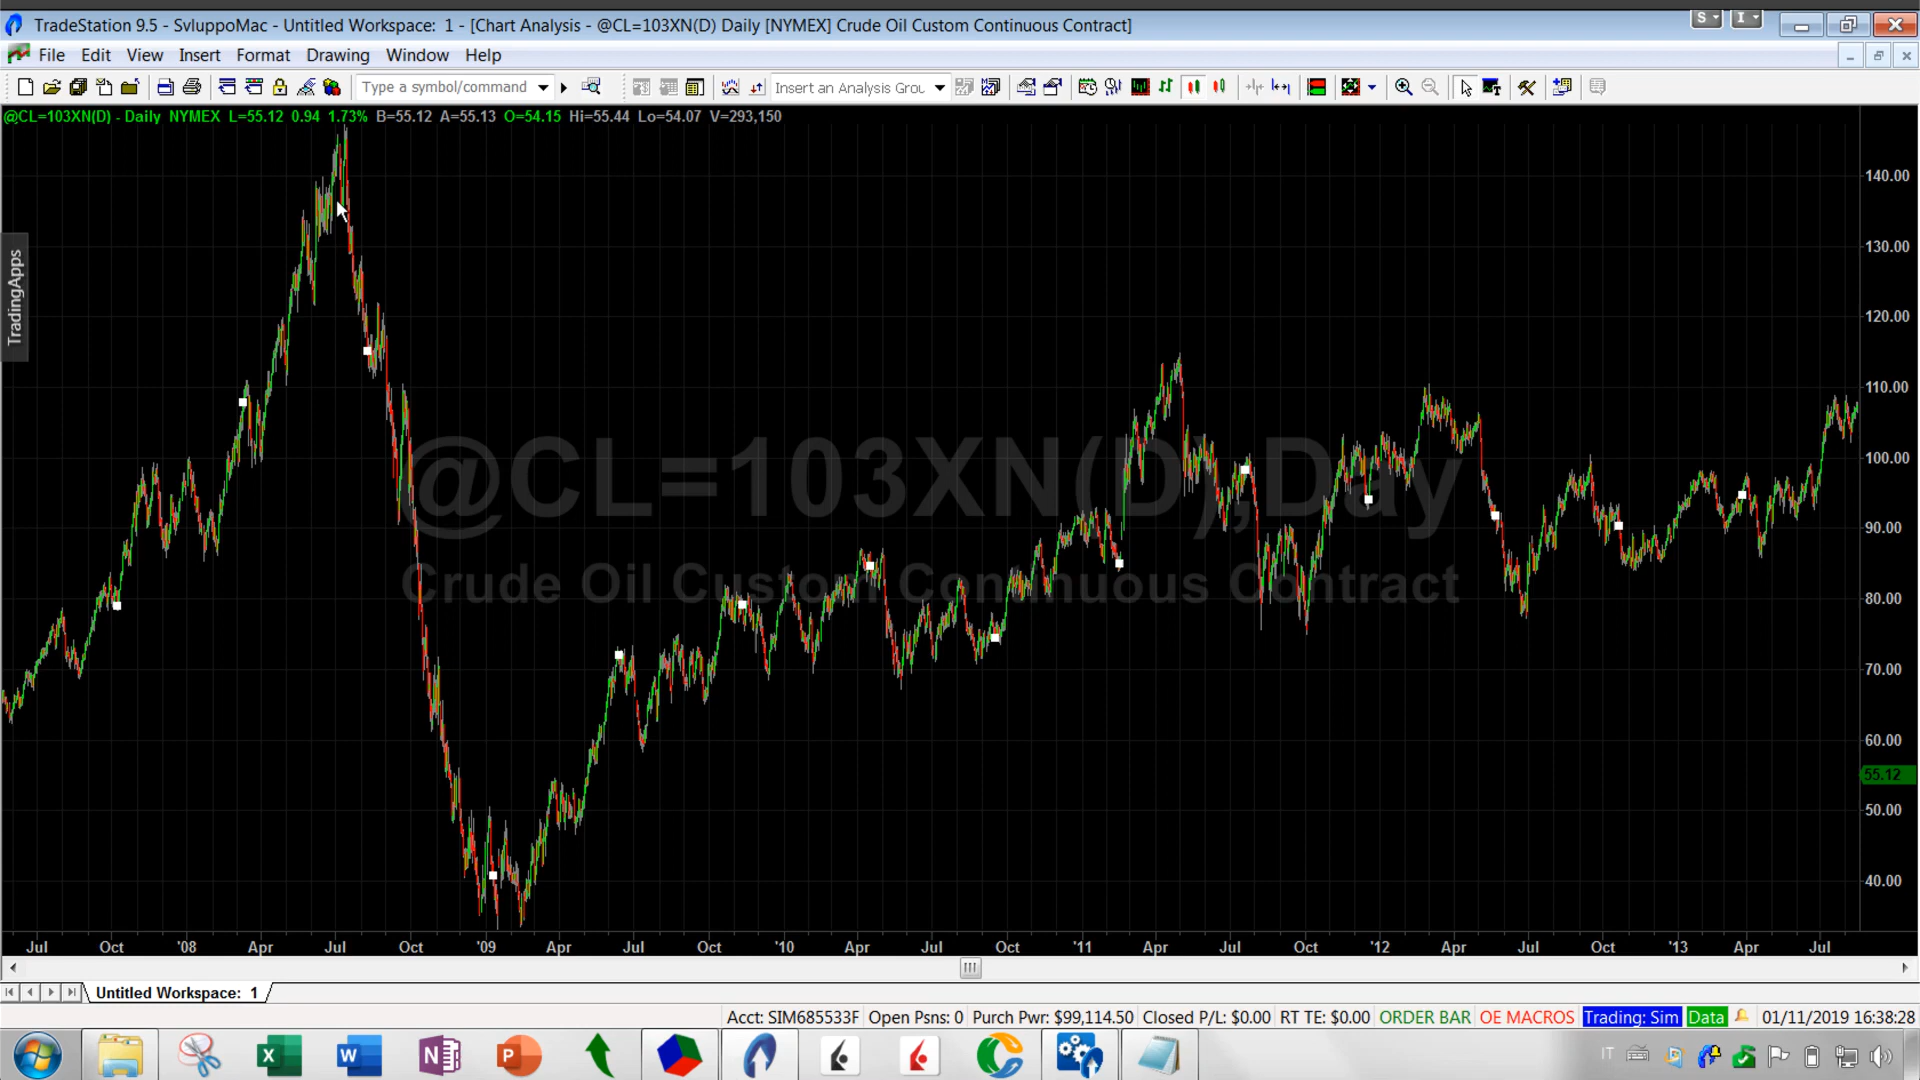 TradeStation 9.5 - SvluppoMac - Untitled Workspace: 1 - [Chart Analysis - @CL=103XN(D) Daily [NYMEX] Crude Oil Custom Continuous Contract]
S
I
File Edit View Insert Format Drawing Window Help
Type a symbol/command
Insert an Analysis Grou
@CL=103XN(D) - Daily NYMEX L=55.12 0.94 1.73% B=55.12 A=55.13 O=54.15 Hi=55.44 Lo=54.07 V=293,150
TradingApps
@CL=103XN(D),Day
Crude Oil Custom Continuous Contract
140.00
130.00
120.00
110.00
100.00
90.00
80.00
70.00
60.00
55.12
50.00
40.00
Jul Oct '08 Apr Jul Oct '09 Apr Jul Oct '10 Apr Jul Oct '11 Apr Jul Oct '12 Apr Jul Oct '13 Apr Jul
Untitled Workspace: 1
Acct: SIM685533F Open Psns: 0 Purch Pwr: $99,114.50 Closed P/L: $0.00 RT TE: $0.00 ORDER BAR OE MACROS Trading: Sim Data 01/11/2019 16:38:28
X W N P
IT